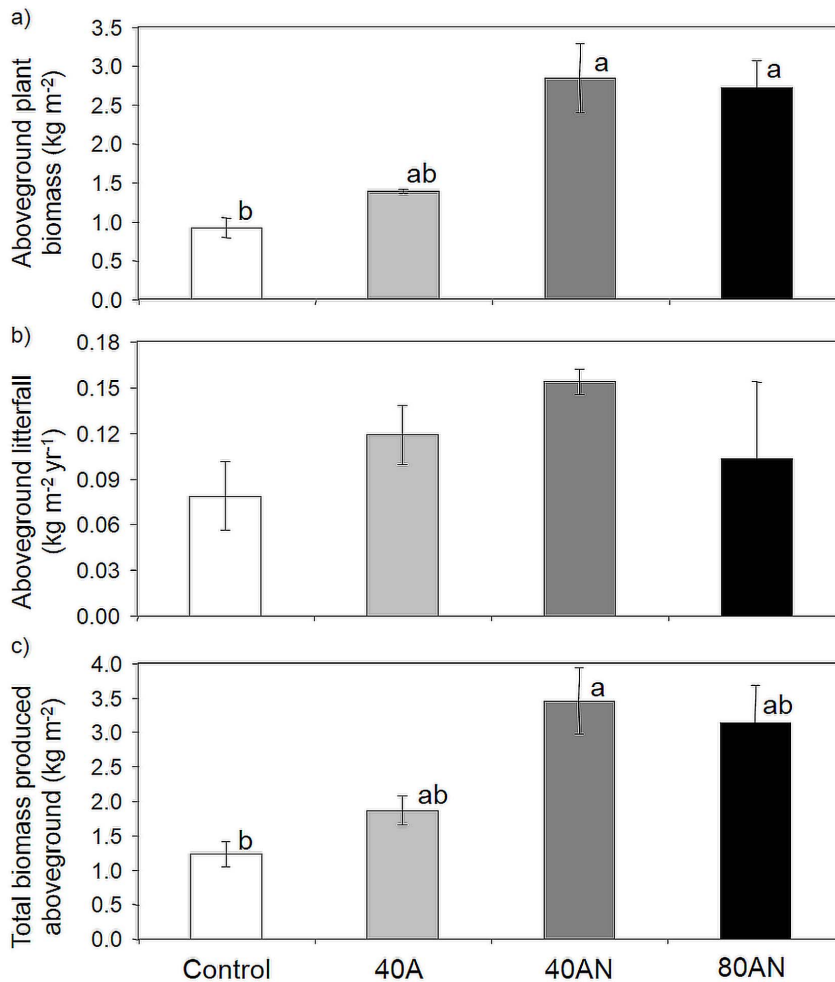 a)
Aboveground plant
biomass (kg m-2)
3.5
3.0
2.5
2.0
1.5
1.0
0.5
0.0
b
ab
a
a
b)
Aboveground litterfall
(kg m-2 yr-1)
0.18
0.15
0.12
0.09
0.06
0.03
0.00
c)
Total biomass produced
aboveground (kg m-2)
4.0
3.5
3.0
2.5
2.0
1.5
1.0
0.5
0.0
b
ab
a
ab
Control 40A 40AN 80AN